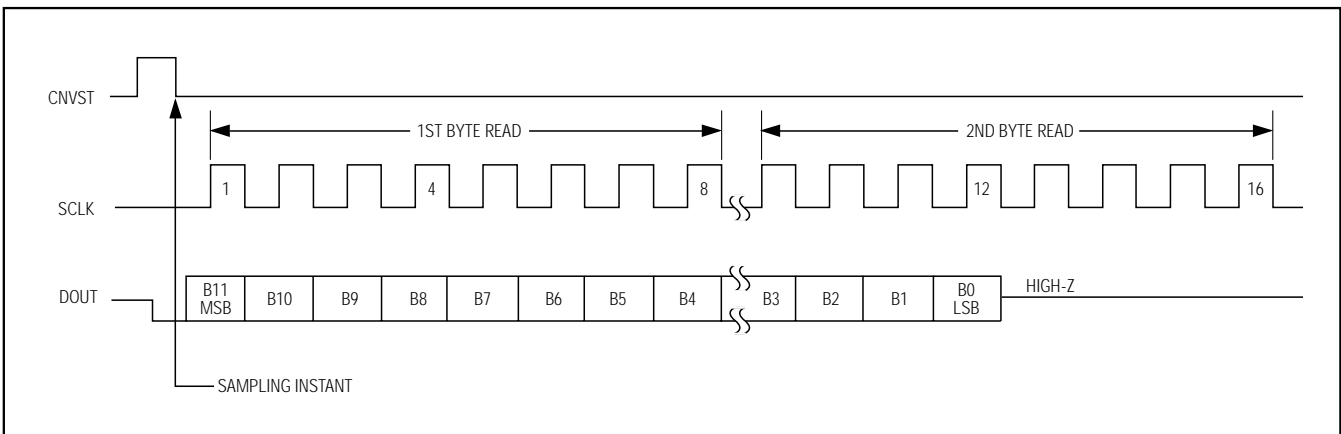 CNVST
1ST BYTE READ
2ND BYTE READ
1
4
8
12
16
SCLK
B11
MSB
B10
B9
B8
B7
B6
B5
B4
B3
B2
B1
B0
LSB
HIGH-Z
DOUT
SAMPLING INSTANT